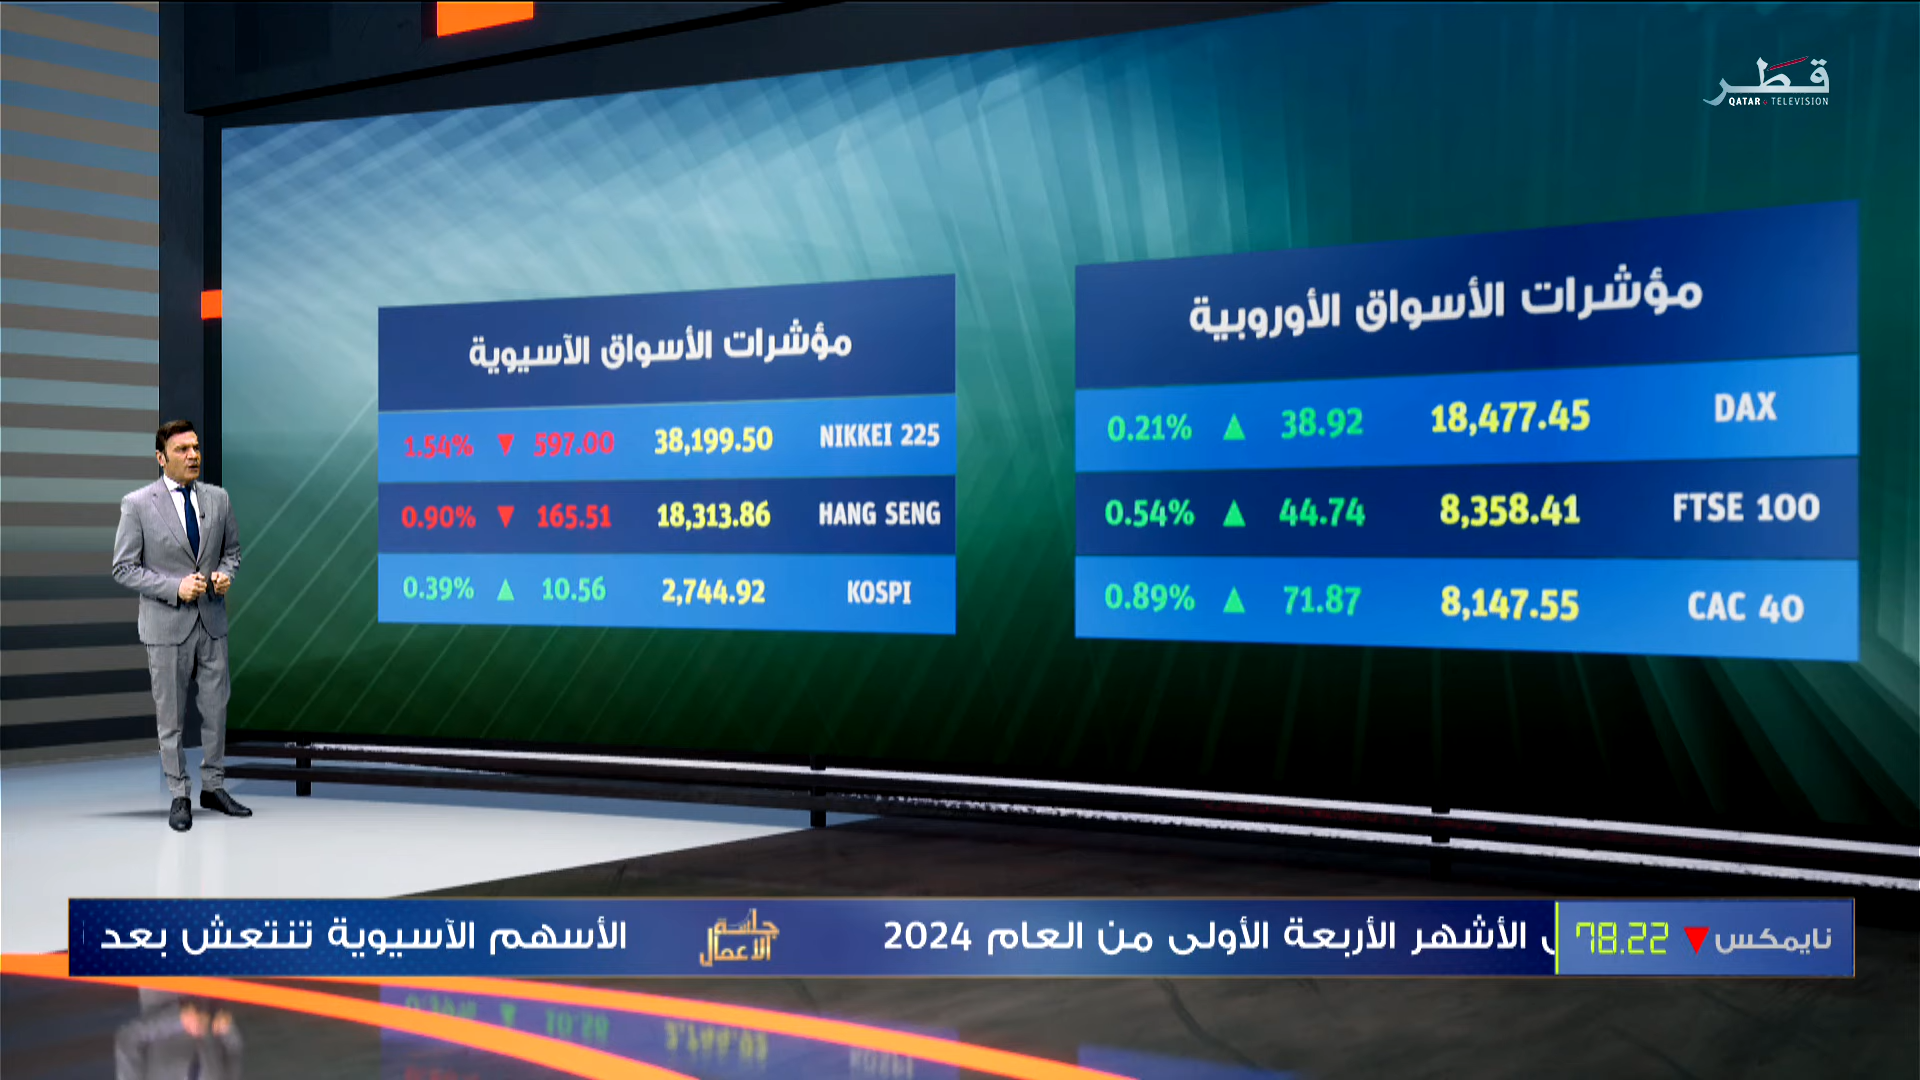 قطر
QATAR TELEVISION
مؤشرات الأسواق الأوروبية
DAX 18,477.45 38.92 ▲ 0.21%
FTSE 100 8,358.41 44.74 ▲ 0.54%
CAC 40 8,147.55 71.87 ▲ 0.89%
مؤشرات الأسواق الآسيوية
NIKKEI 225 38,199.50 597.00 ▼ 1.54%
HANG SENG 18,313.86 165.51 ▼ 0.90%
KOSPI 2,744.92 10.56 ▲ 0.39%
نايمكس ▼ 78.22
الأشهر الأربعة الأولى من العام 2024
جلسة الأعمال
الأسهم الآسيوية تنتعش بعد